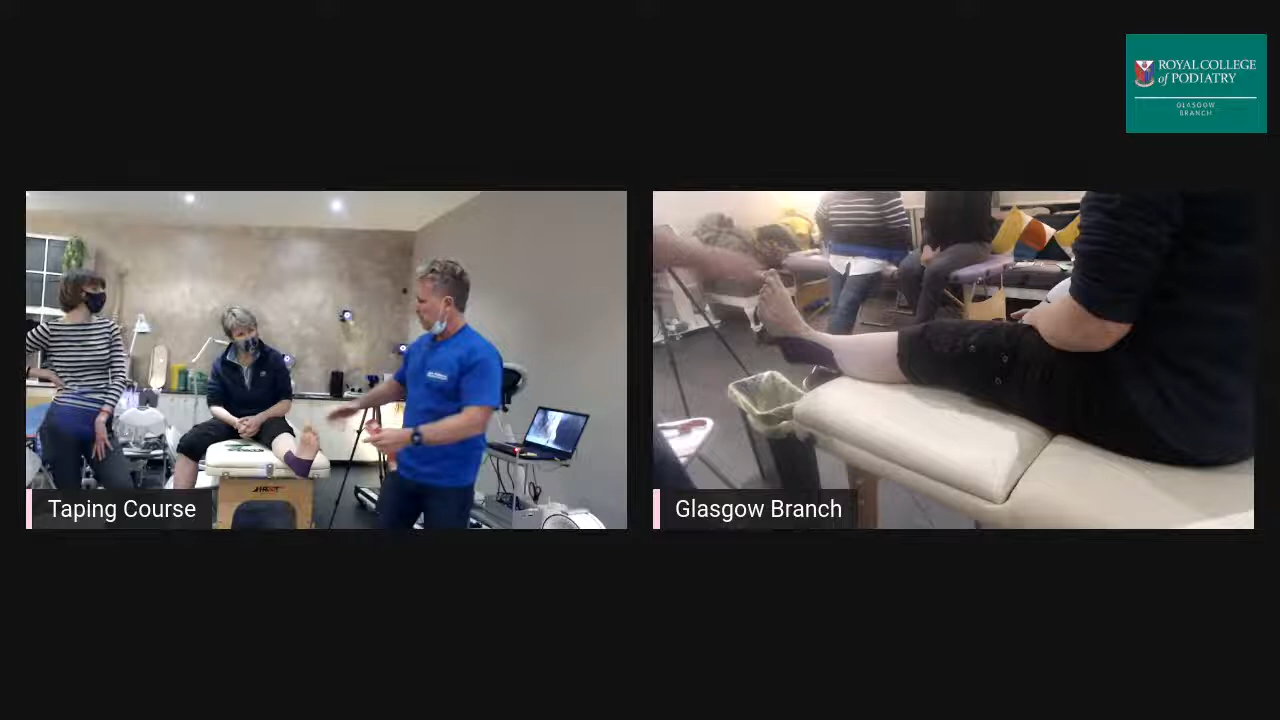 ROYAL COLLEGE
of PODIATRY
GLASGOW
BRANCH
Taping Course
Glasgow Branch